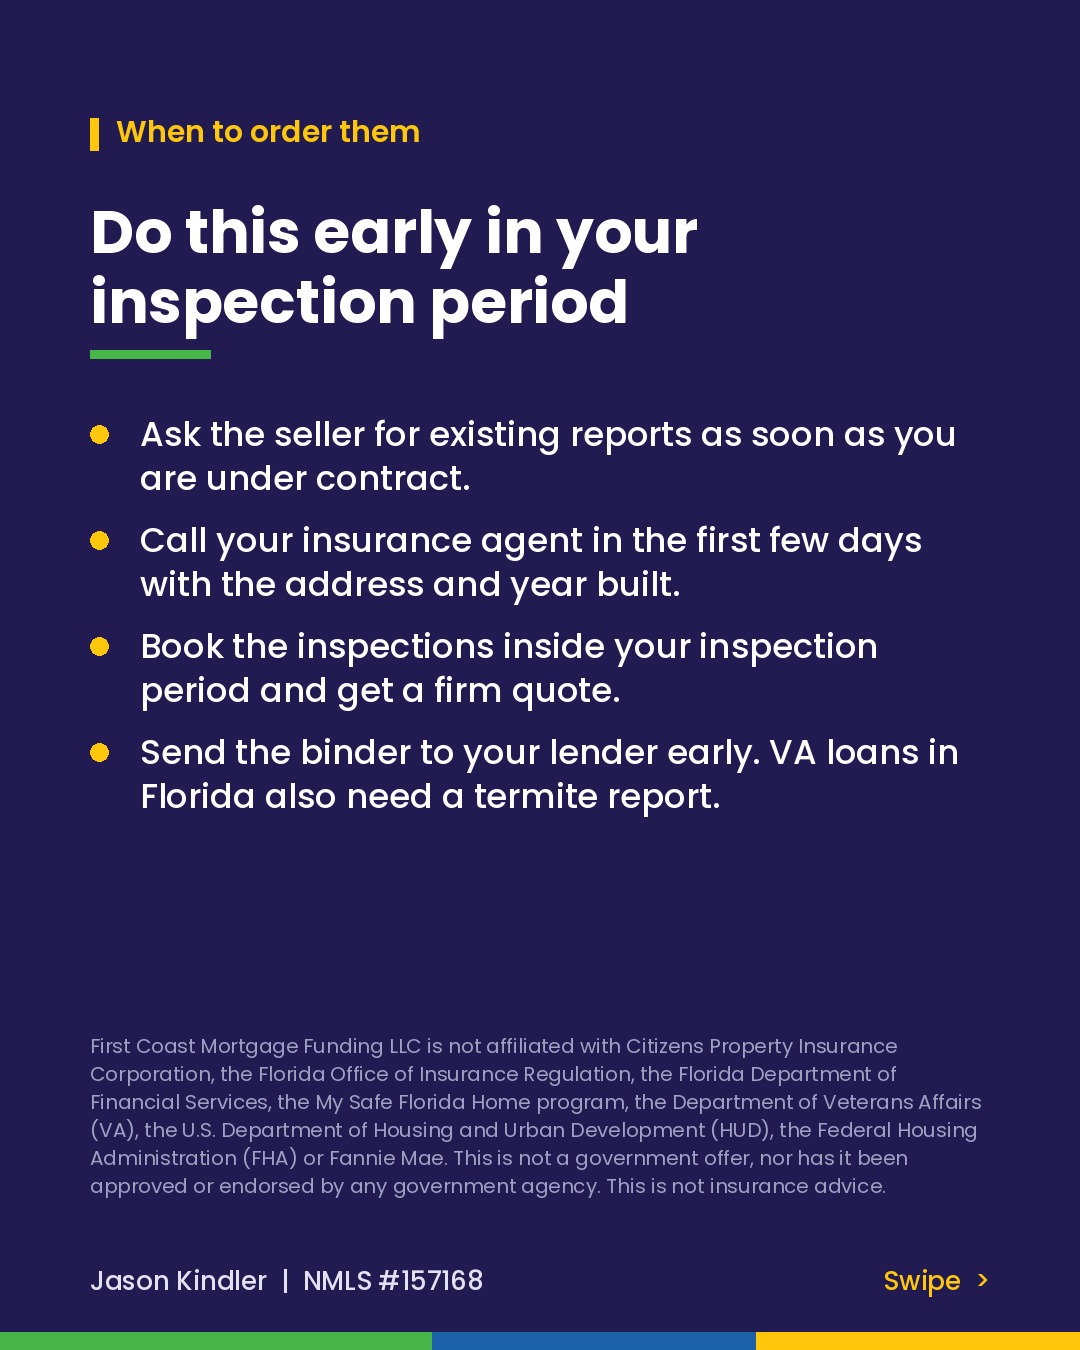 When to order them
Do this early in your
inspection period
Ask the seller for existing reports as soon as you
are under contract.
Call your insurance agent in the first few days
with the address and year built.
Book the inspections inside your inspection
period and get a firm quote.
Send the binder to your lender early. VA loans in
Florida also need a termite report.
First Coast Mortgage Funding LLC is not affiliated with Citizens Property Insurance
Corporation, the Florida Office of Insurance Regulation, the Florida Department of
Financial Services, the My Safe Florida Home program, the Department of Veterans Affairs
(VA), the U.S. Department of Housing and Urban Development (HUD), the Federal Housing
Administration (FHA) or Fannie Mae. This is not a government offer, nor has it been
approved or endorsed by any government agency. This is not insurance advice.
Jason Kindler | NMLS #157168
Swipe >